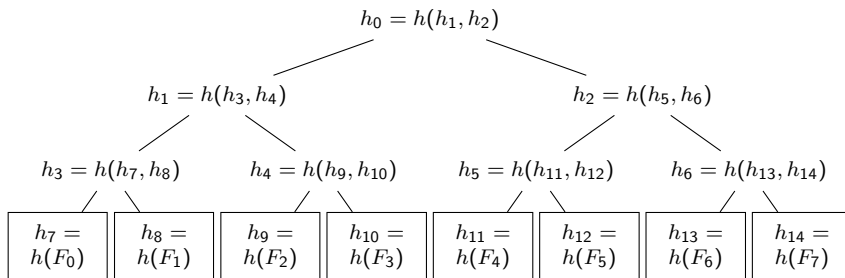 h₀ = h(h₁, h₂)
h₁ = h(h₃, h₄) h₂ = h(h₅, h₆)
h₃ = h(h₇, h₈) h₄ = h(h₉, h₁₀) h₅ = h(h₁₁, h₁₂) h₆ = h(h₁₃, h₁₄)
h₇ = h₈ = h₉ = h₁₀ = h₁₁ = h₁₂ = h₁₃ = h₁₄ =
h(F₀) h(F₁) h(F₂) h(F₃) h(F₄) h(F₅) h(F₆) h(F₇)